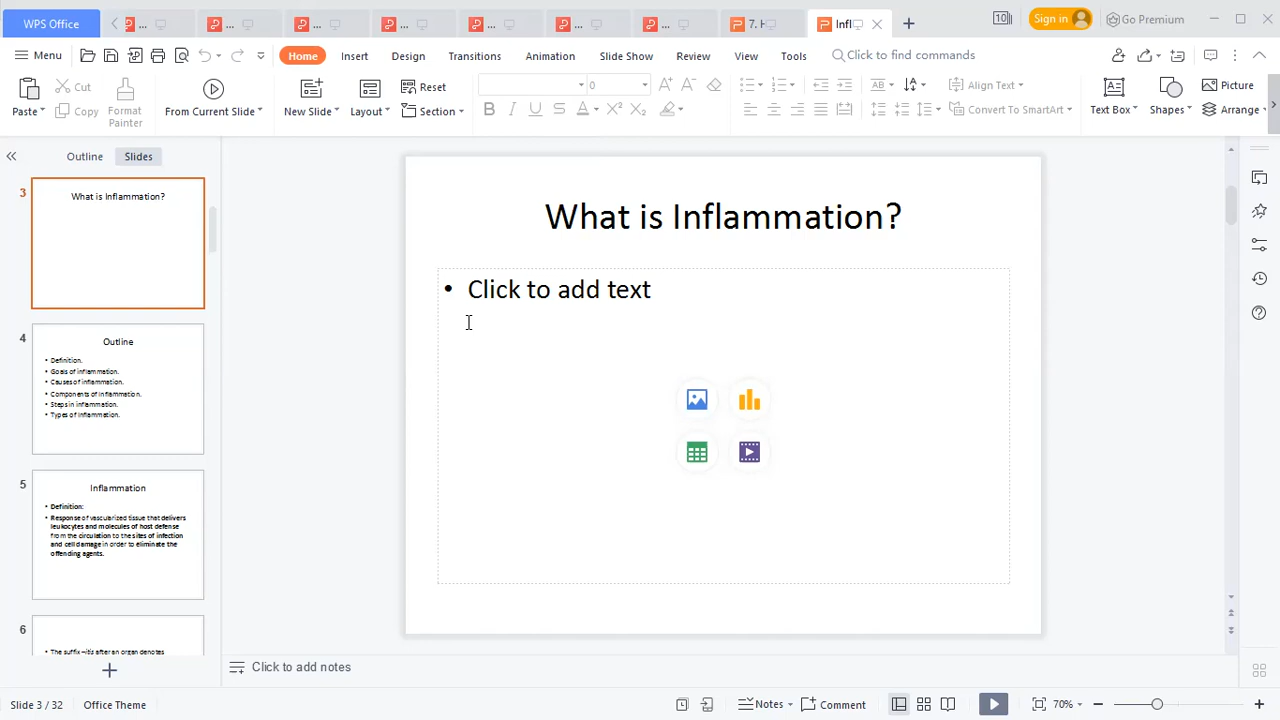 WPS Office
...
...
...
...
...
...
...
7. H
Infl
10
Sign in
Go Premium
Menu
Home
Insert
Design
Transitions
Animation
Slide Show
Review
View
Tools
Click to find commands
Paste
Cut
Copy
Format
Painter
From Current Slide
New Slide
Layout
Reset
Section
0
B I U S A X² X₂
AB
Align Text
Convert To SmartArt
Text Box
Shapes
Picture
Arrange
Outline
Slides
3
What is Inflammation?
4
Outline
• Definition.
• Goals of inflammation.
• Causes of inflammation.
• Components of inflammation.
• Steps in inflammation.
• Types of inflammation.
5
Inflammation
• Definition:
• Response of vascularized tissue that delivers
leukocytes and molecules of host defense
from the circulation to the sites of infection
and cell damage in order to eliminate the
offending agents.
6
• The suffix –itis after an organ denotes
What is Inflammation?
• Click to add text
Click to add notes
Slide 3 / 32
Office Theme
Notes
Comment
70%